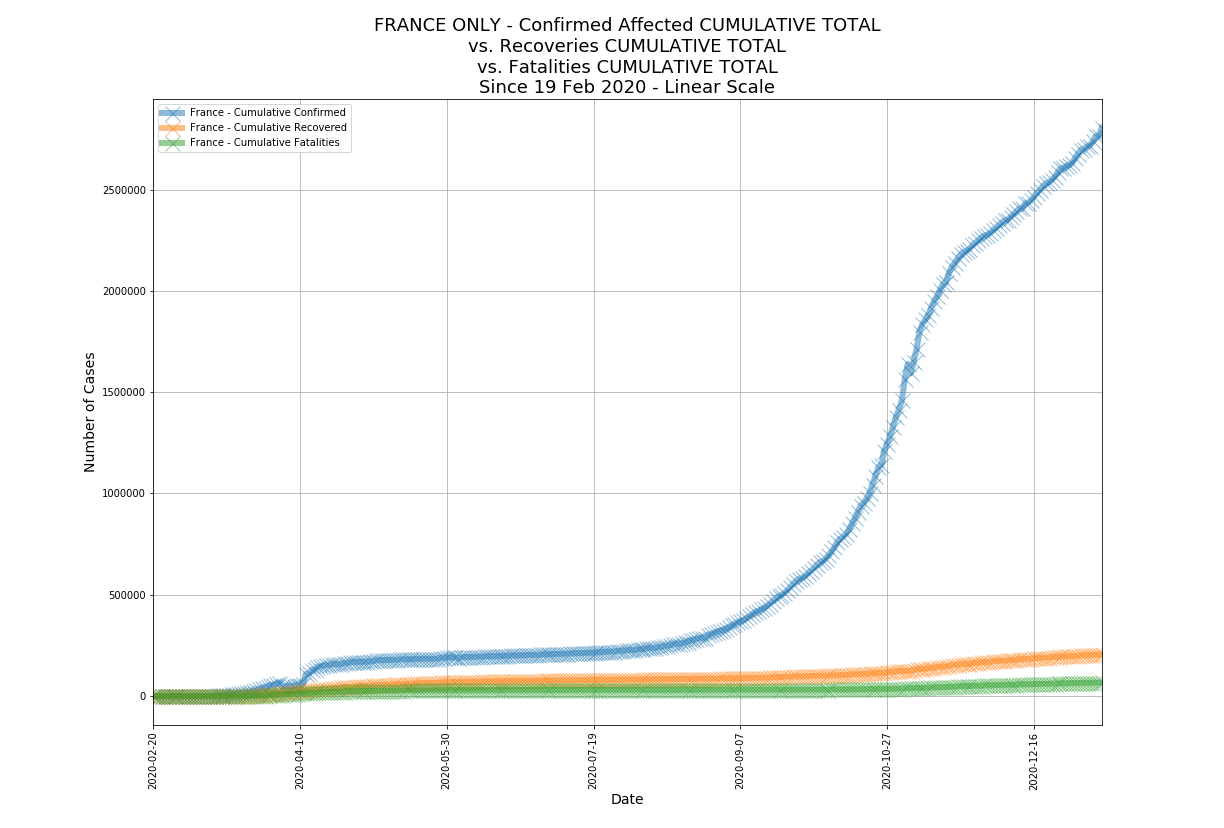 FRANCE ONLY - Confirmed Affected CUMULATIVE TOTAL
vs. Recoveries CUMULATIVE TOTAL
vs. Fatalities CUMULATIVE TOTAL
Since 19 Feb 2020 - Linear Scale
France - Cumulative Confirmed
France - Cumulative Recovered
France - Cumulative Fatalities
Number of Cases
2500000
2000000
1500000
1000000
500000
0
2020-02-20
2020-04-10
2020-05-30
2020-07-19
2020-09-07
2020-10-27
2020-12-16
Date